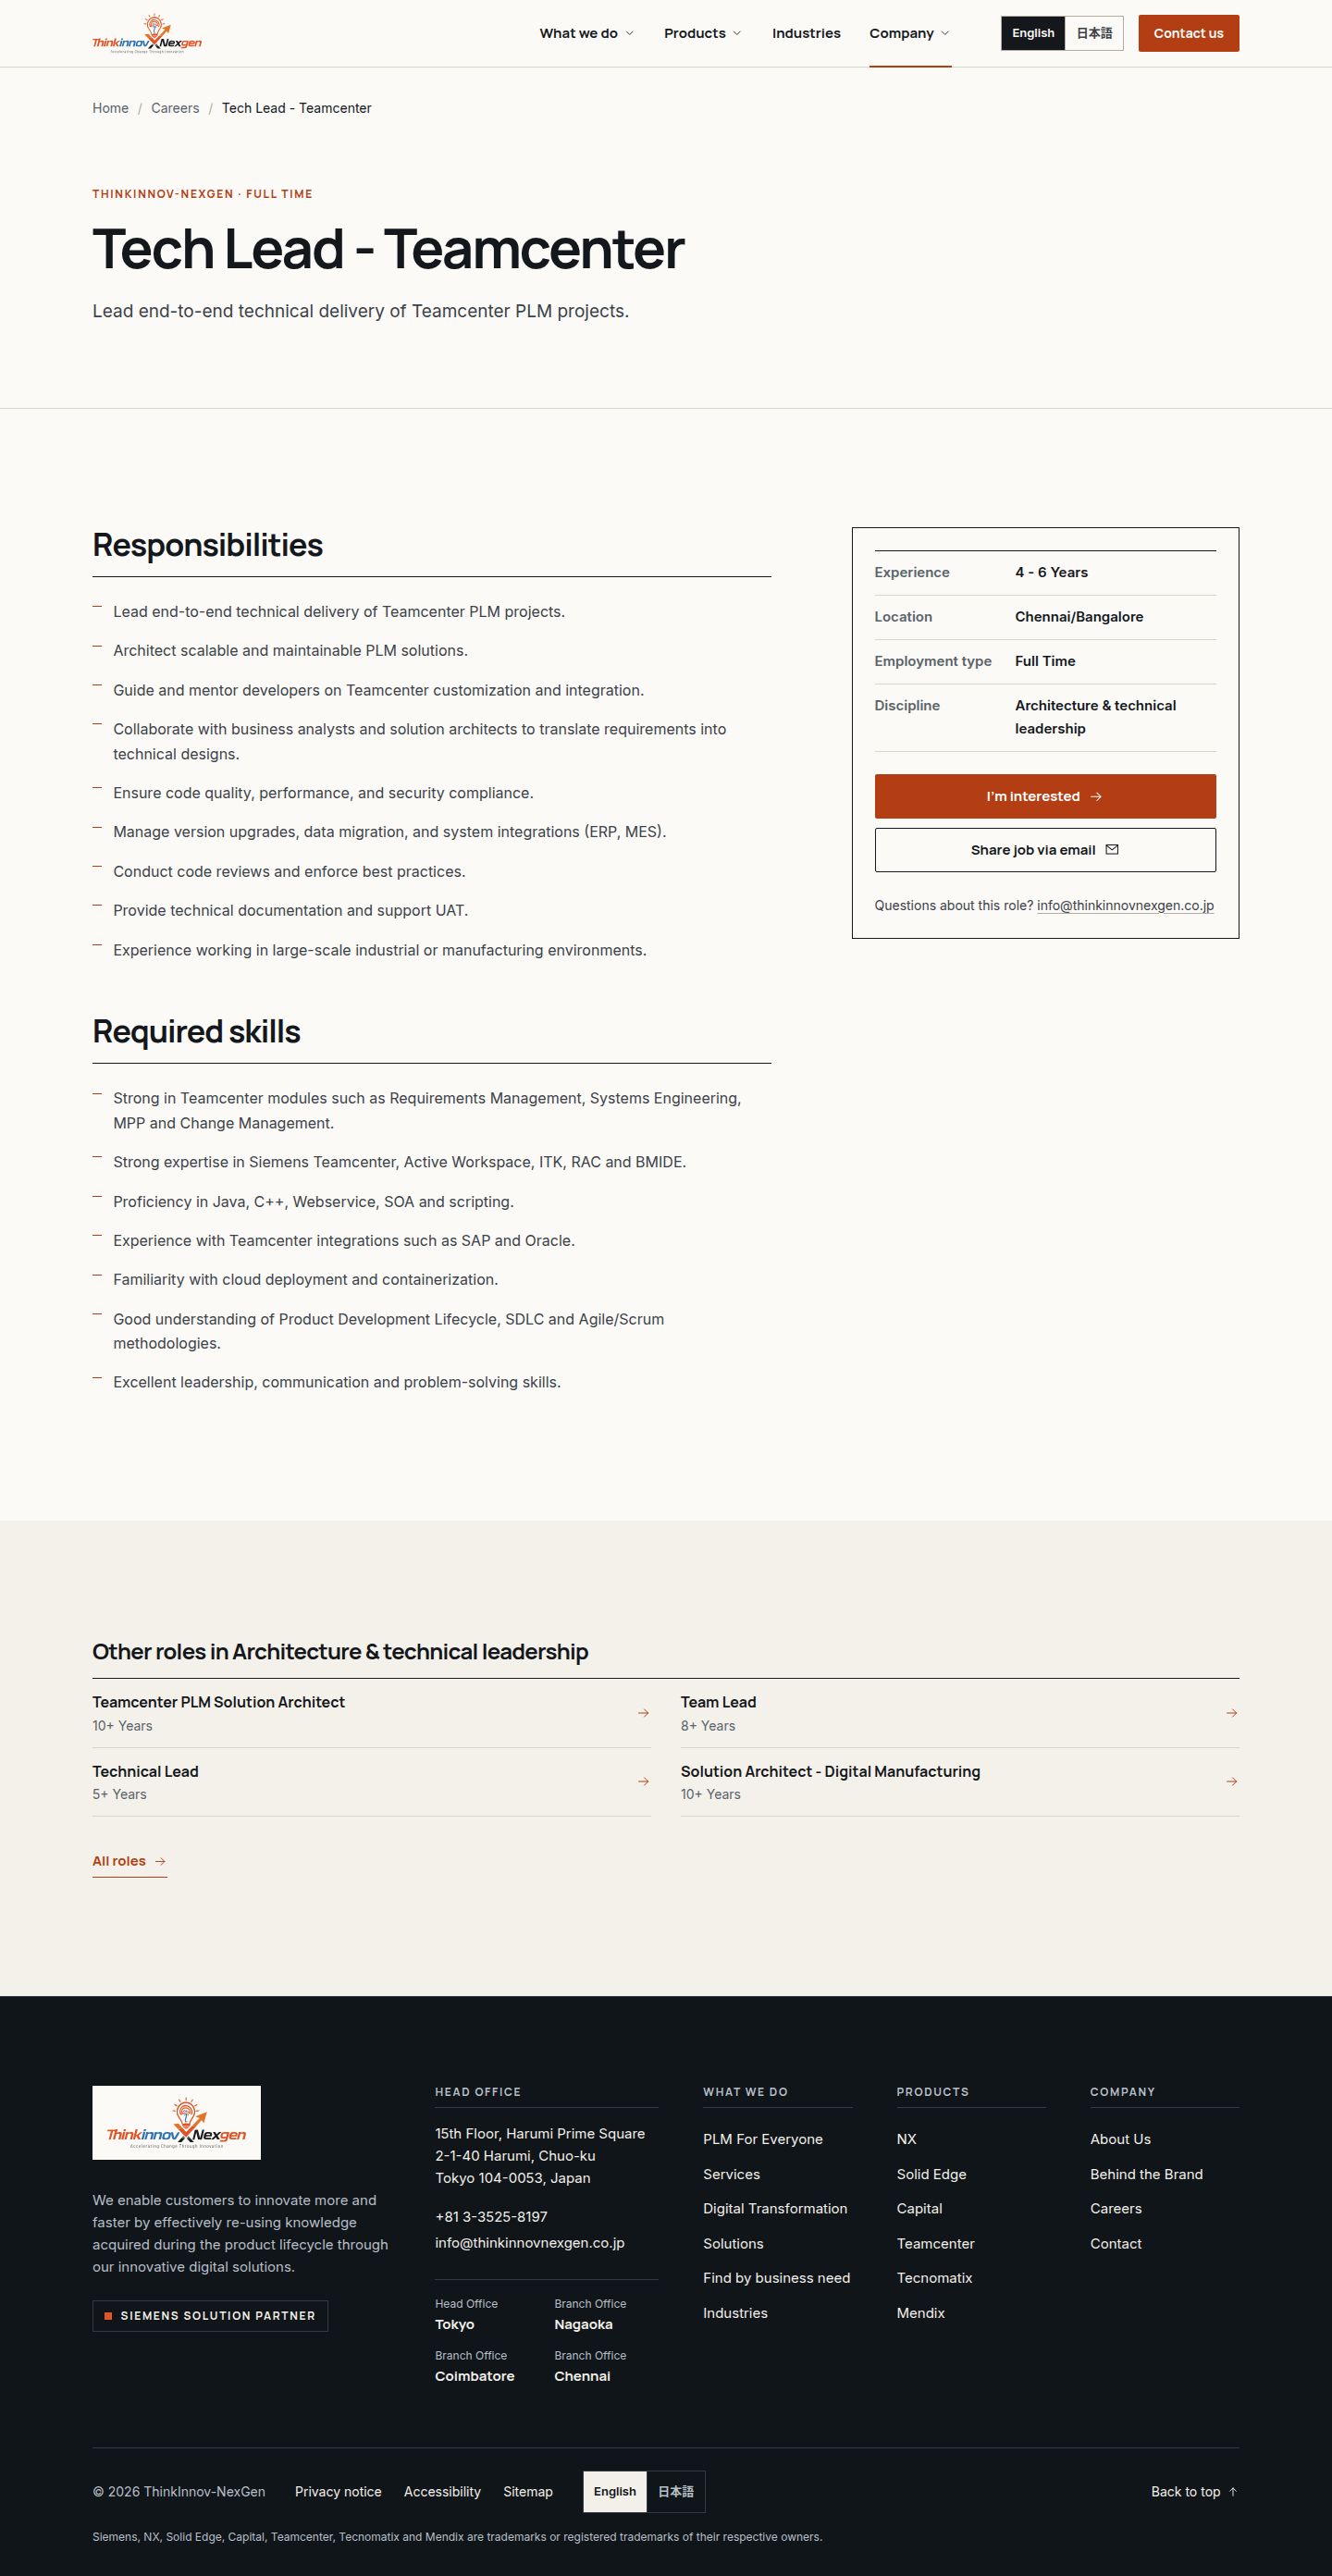 ThinkinnovXNexgen
Accelerating Change Through Innovation
What we do
Products
Industries
Company
English
日本語
Contact us
Home / Careers / Tech Lead - Teamcenter
THINKINNOV-NEXGEN · FULL TIME
Tech Lead - Teamcenter
Lead end-to-end technical delivery of Teamcenter PLM projects.
Responsibilities
Lead end-to-end technical delivery of Teamcenter PLM projects.
Architect scalable and maintainable PLM solutions.
Guide and mentor developers on Teamcenter customization and integration.
Collaborate with business analysts and solution architects to translate requirements into
technical designs.
Ensure code quality, performance, and security compliance.
Manage version upgrades, data migration, and system integrations (ERP, MES).
Conduct code reviews and enforce best practices.
Provide technical documentation and support UAT.
Experience working in large-scale industrial or manufacturing environments.
Required skills
Strong in Teamcenter modules such as Requirements Management, Systems Engineering,
MPP and Change Management.
Strong expertise in Siemens Teamcenter, Active Workspace, ITK, RAC and BMIDE.
Proficiency in Java, C++, Webservice, SOA and scripting.
Experience with Teamcenter integrations such as SAP and Oracle.
Familiarity with cloud deployment and containerization.
Good understanding of Product Development Lifecycle, SDLC and Agile/Scrum
methodologies.
Excellent leadership, communication and problem-solving skills.
Experience 4 - 6 Years
Location Chennai/Bangalore
Employment type Full Time
Discipline Architecture & technical
leadership
I'm interested →
Share job via email
Questions about this role? info@thinkinnovnexgen.co.jp
Other roles in Architecture & technical leadership
Teamcenter PLM Solution Architect
10+ Years
Team Lead
8+ Years
Technical Lead
5+ Years
Solution Architect - Digital Manufacturing
10+ Years
All roles →
ThinkinnovXNexgen
Accelerating Change Through Innovation
We enable customers to innovate more and
faster by effectively re-using knowledge
acquired during the product lifecycle through
our innovative digital solutions.
SIEMENS SOLUTION PARTNER
HEAD OFFICE
15th Floor, Harumi Prime Square
2-1-40 Harumi, Chuo-ku
Tokyo 104-0053, Japan
+81 3-3525-8197
info@thinkinnovnexgen.co.jp
Head Office
Tokyo
Branch Office
Nagaoka
Branch Office
Coimbatore
Branch Office
Chennai
WHAT WE DO
PLM For Everyone
Services
Digital Transformation
Solutions
Find by business need
Industries
PRODUCTS
NX
Solid Edge
Capital
Teamcenter
Tecnomatix
Mendix
COMPANY
About Us
Behind the Brand
Careers
Contact
© 2026 ThinkInnov-NexGen
Privacy notice
Accessibility
Sitemap
English
日本語
Back to top ↑
Siemens, NX, Solid Edge, Capital, Teamcenter, Tecnomatix and Mendix are trademarks or registered trademarks of their respective owners.